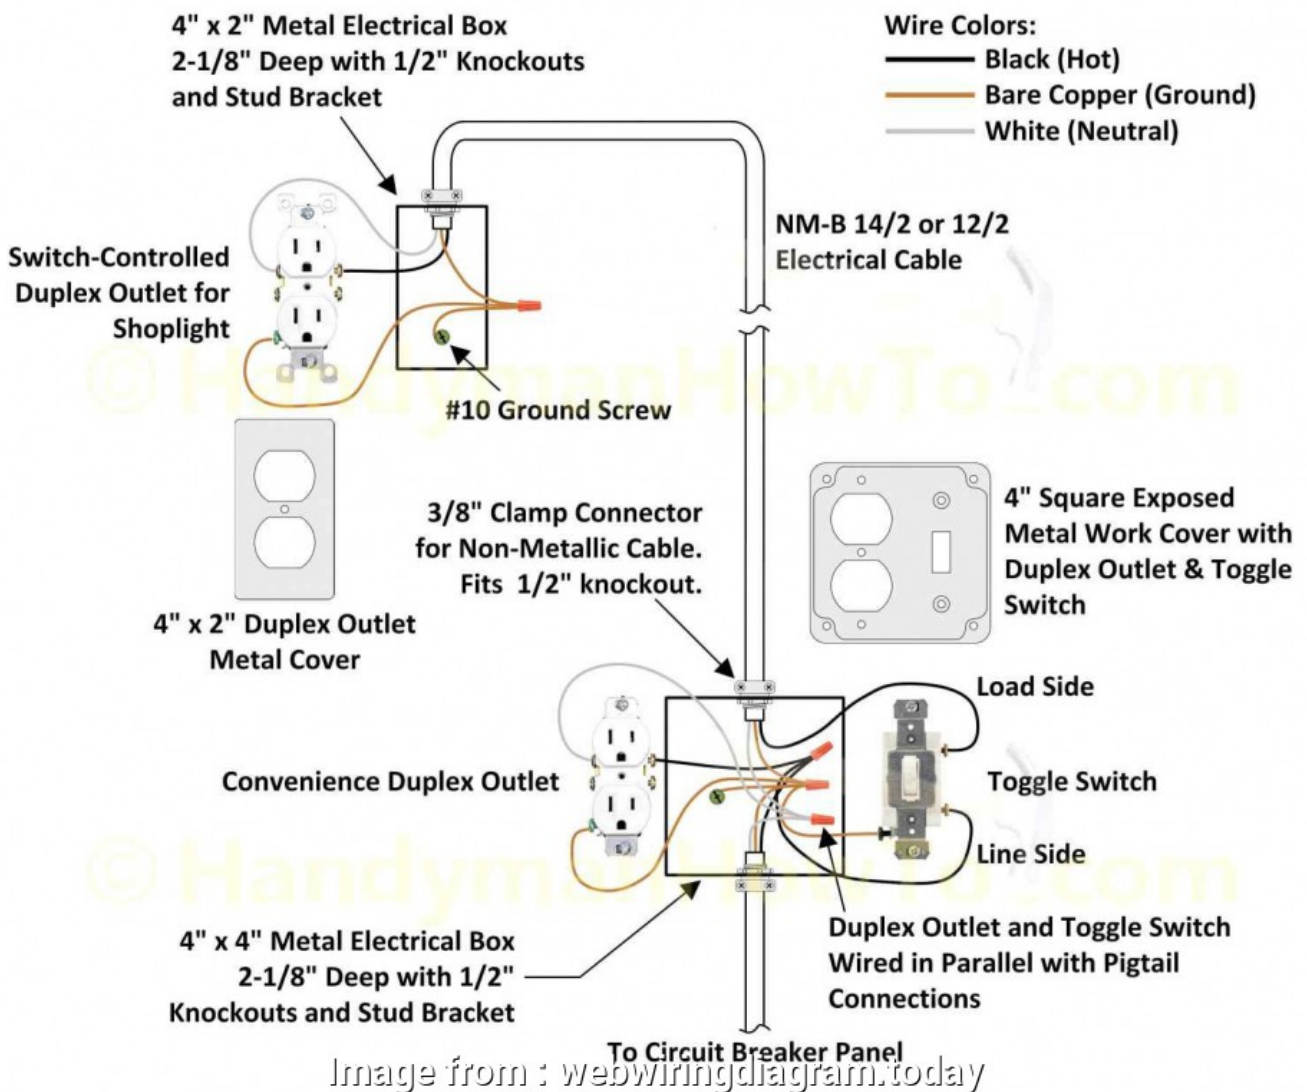 4" x 2" Metal Electrical Box
2-1/8" Deep with 1/2" Knockouts
and Stud Bracket
Wire Colors:
Black (Hot)
Bare Copper (Ground)
White (Neutral)
NM-B 14/2 or 12/2
Electrical Cable
Switch-Controlled
Duplex Outlet for
Shoplight
© HandymanHowTo.com
#10 Ground Screw
4" x 2" Duplex Outlet
Metal Cover
3/8" Clamp Connector
for Non-Metallic Cable.
Fits 1/2" knockout.
4" Square Exposed
Metal Work Cover with
Duplex Outlet & Toggle
Switch
Load Side
Convenience Duplex Outlet
Toggle Switch
Line Side
© HandymanHowTo.com
4" x 4" Metal Electrical Box
2-1/8" Deep with 1/2"
Knockouts and Stud Bracket
Duplex Outlet and Toggle Switch
Wired in Parallel with Pigtail
Connections
To Circuit Breaker Panel
Image from : webwiringdiagram.today